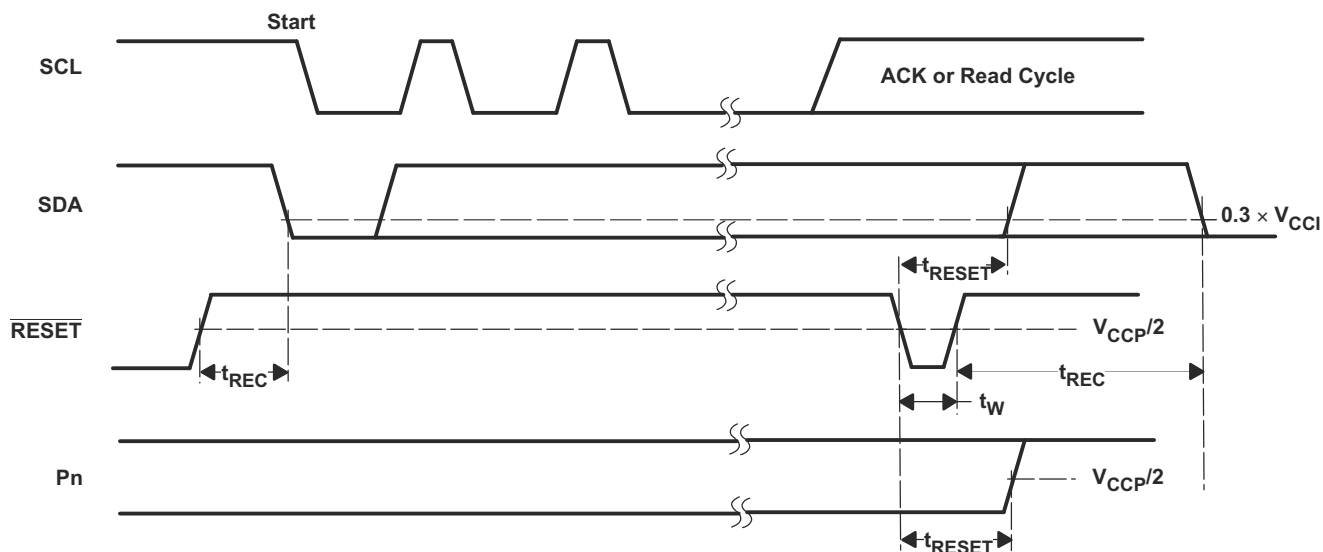 Start
SCL
ACK or Read Cycle
SDA
0.3 × VCCI
tRESET
RESET
VCCP/2
tREC
tREC
tW
Pn
VCCP/2
tRESET